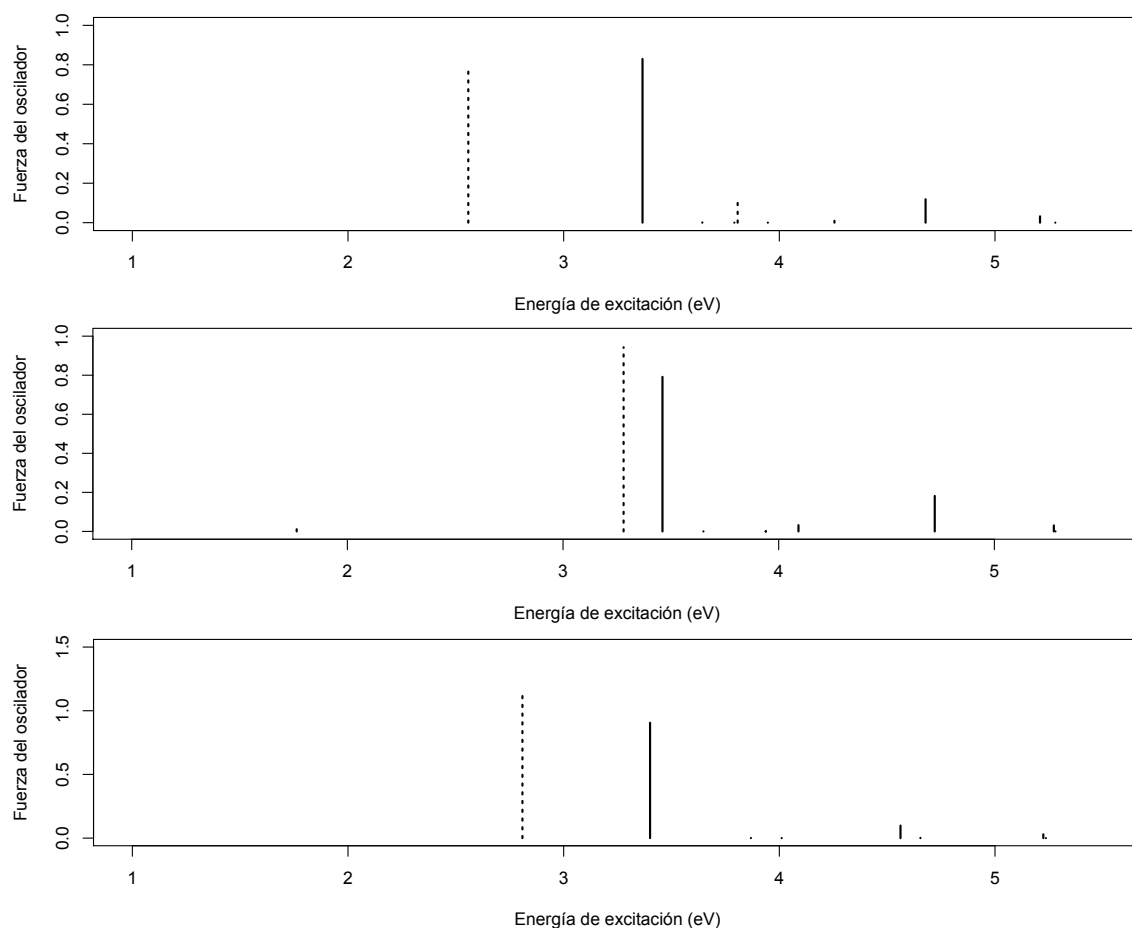 Fuerza del oscilador
1.0
0.8
0.6
0.4
0.2
0.0
1 2 3 4 5
Energía de excitación (eV)
Fuerza del oscilador
1.0
0.8
0.6
0.4
0.2
0.0
1 2 3 4 5
Energía de excitación (eV)
Fuerza del oscilador
1.5
1.0
0.5
0.0
1 2 3 4 5
Energía de excitación (eV)